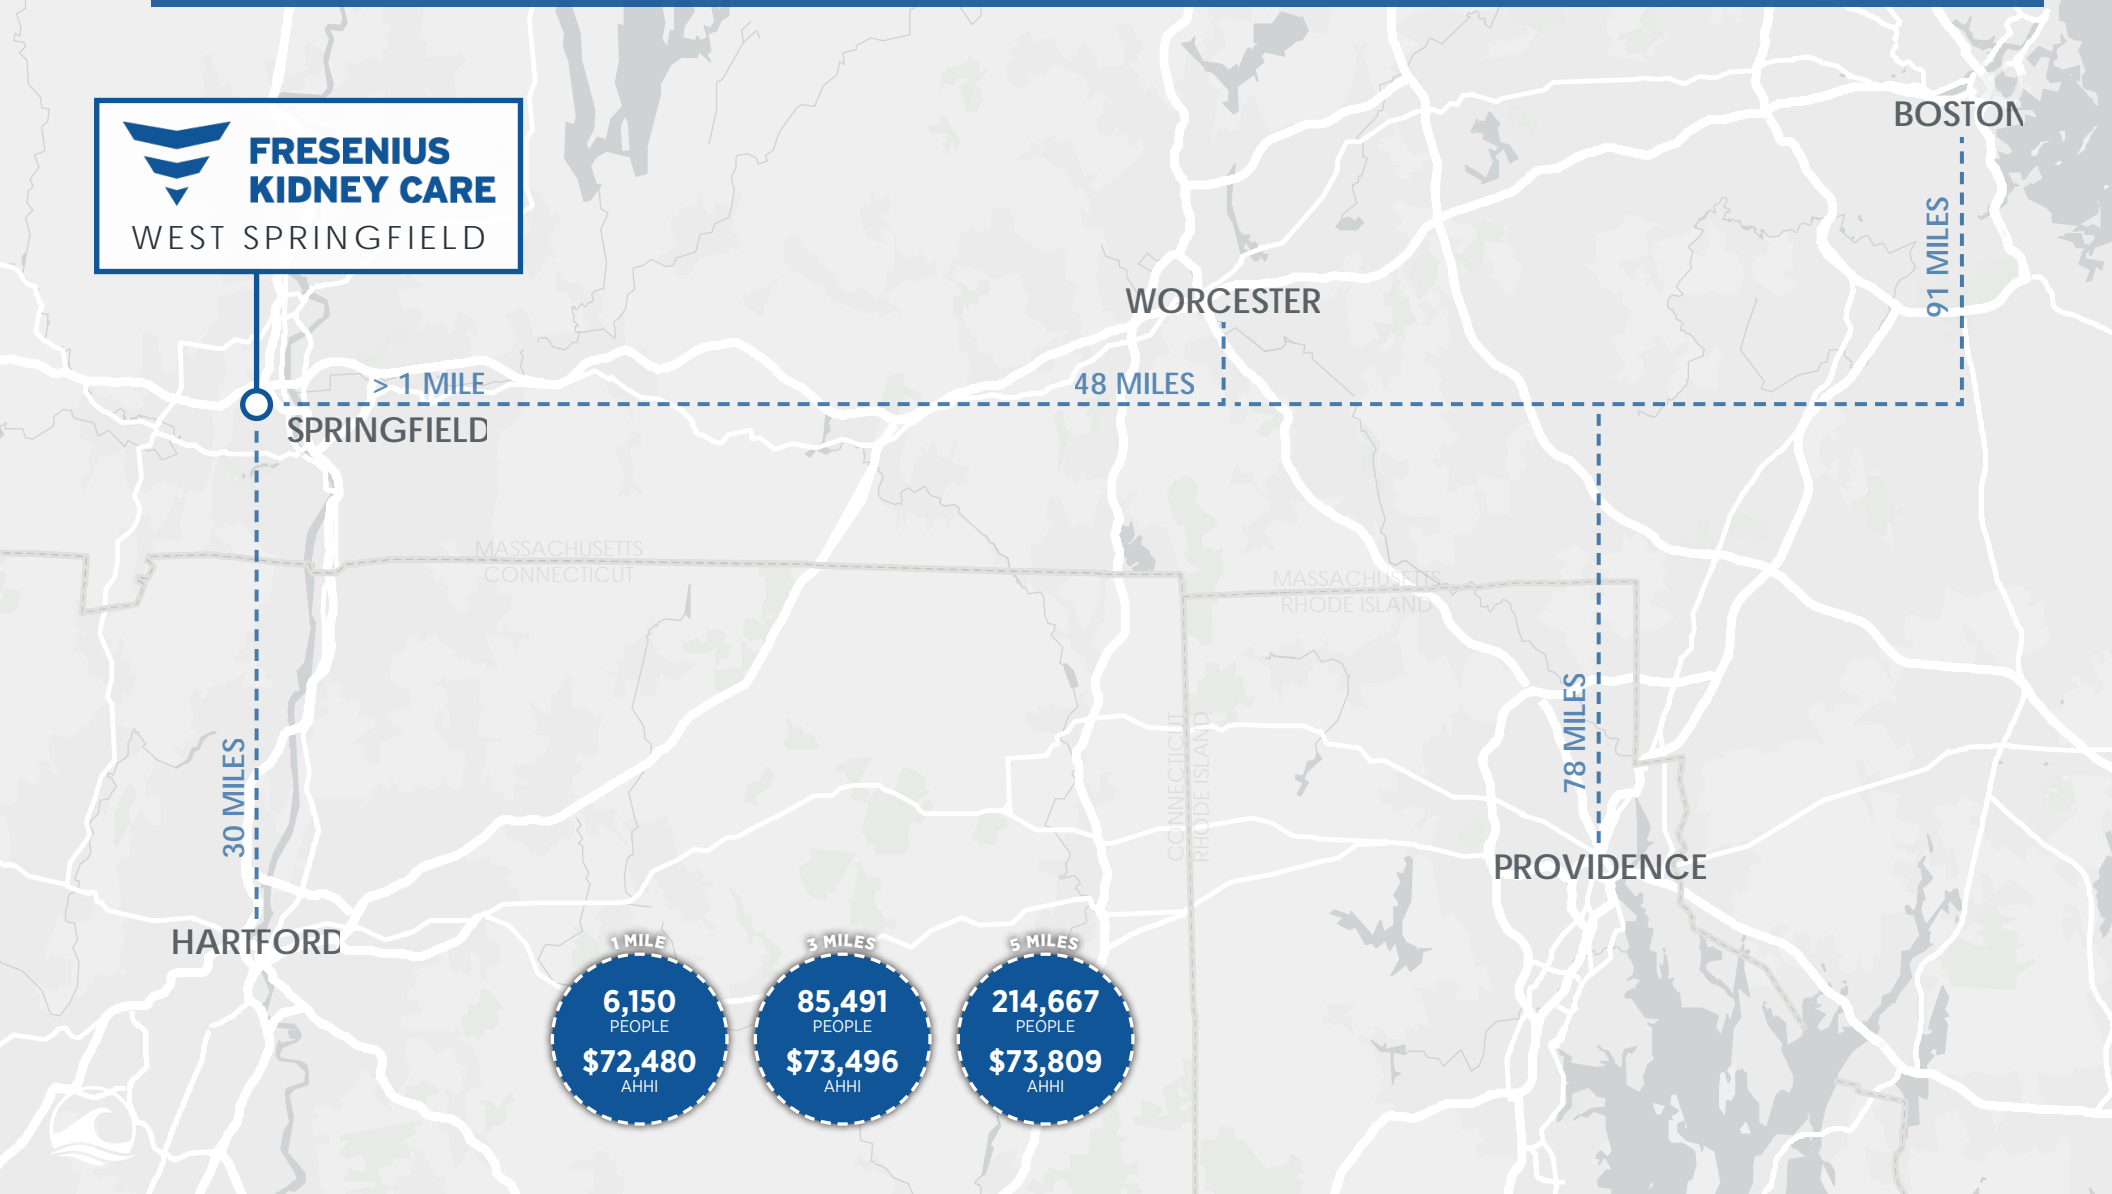 BOSTON
FRESENIUS
KIDNEY CARE
WEST SPRINGFIELD
91 MILES
WORCESTER
> 1 MILE
48 MILES
SPRINGFIELD
MASSACHUSETTS
CONNECTICUT
MASSACHUSETTS
RHODE ISLAND
78 MILES
CONNECTICUT
RHODE ISLAND
30 MILES
PROVIDENCE
HARTFORD
1 MILE
6,150
PEOPLE
$72,480
AHHI
3 MILES
85,491
PEOPLE
$73,496
AHHI
5 MILES
214,667
PEOPLE
$73,809
AHHI